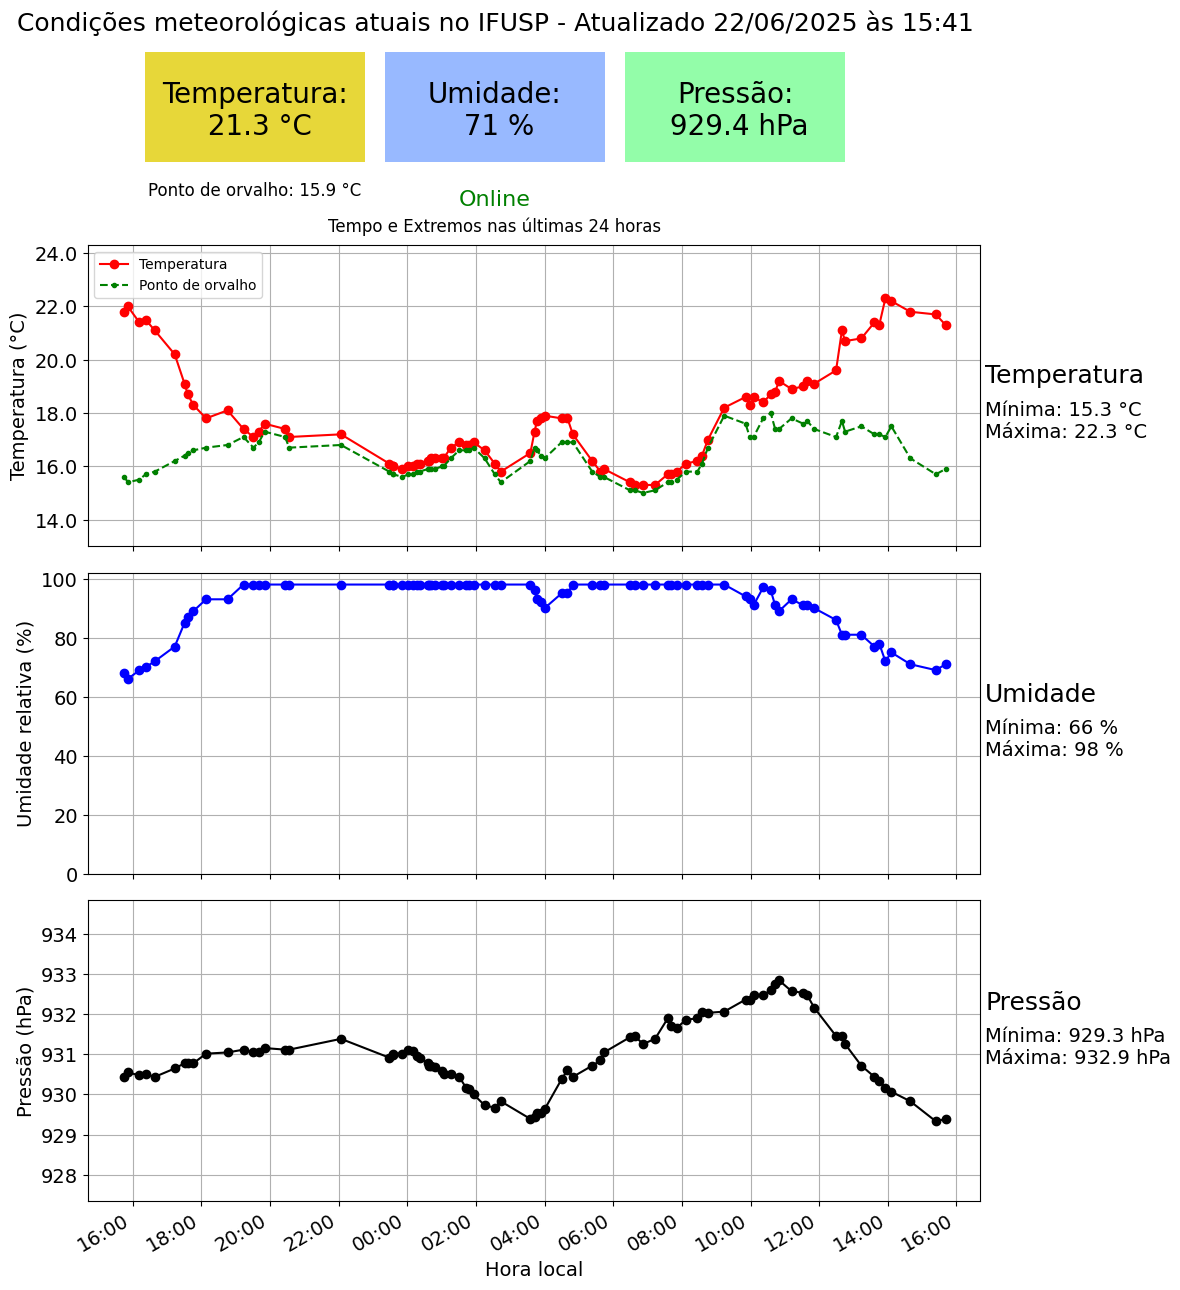 Condições meteorológicas atuais no IFUSP - Atualizado 22/06/2025 às 15:41
Temperatura:
21.3 °C
Umidade:
71 %
Pressão:
929.4 hPa
Ponto de orvalho: 15.9 °C
Online
Tempo e Extremos nas últimas 24 horas
Temperatura
Ponto de orvalho
Temperatura (°C)
24.0
22.0
20.0
18.0
16.0
14.0
Temperatura
Mínima: 15.3 °C
Máxima: 22.3 °C
Umidade relativa (%)
100
80
60
40
20
0
Umidade
Mínima: 66 %
Máxima: 98 %
Pressão (hPa)
934
933
932
931
930
929
928
Pressão
Mínima: 929.3 hPa
Máxima: 932.9 hPa
16:00
18:00
20:00
22:00
00:00
02:00
04:00
06:00
08:00
10:00
12:00
14:00
16:00
Hora local